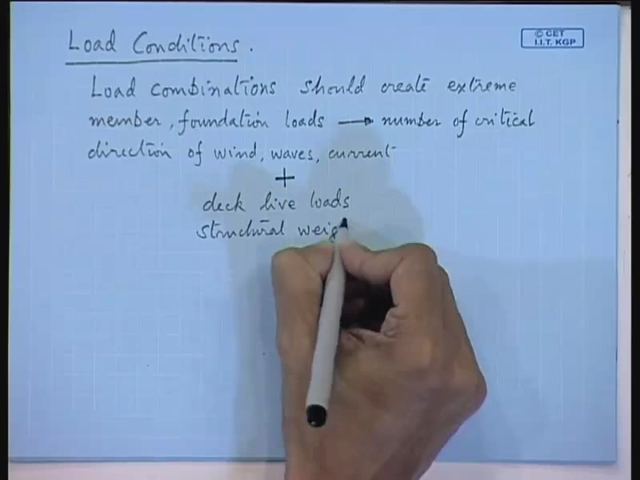 Load Conditions.
© CET
I.I.T. KGP
Load combinations should create extreme
member, foundation loads → number of critical
direction of wind, waves, current
+
deck live loads
structural weig